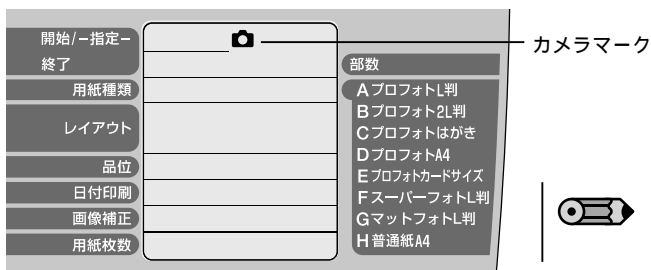 開始/−指定−
終了
用紙種類
レイアウト
品位
日付印刷
画像補正
用紙枚数
カメラマーク
部数
AプロフォトL判
Bプロフォト2L判
Cプロフォトはがき
DプロフォトA4
Eプロフォトカードサイズ
FスーパーフォトL判
GマットフォトL判
H普通紙A4